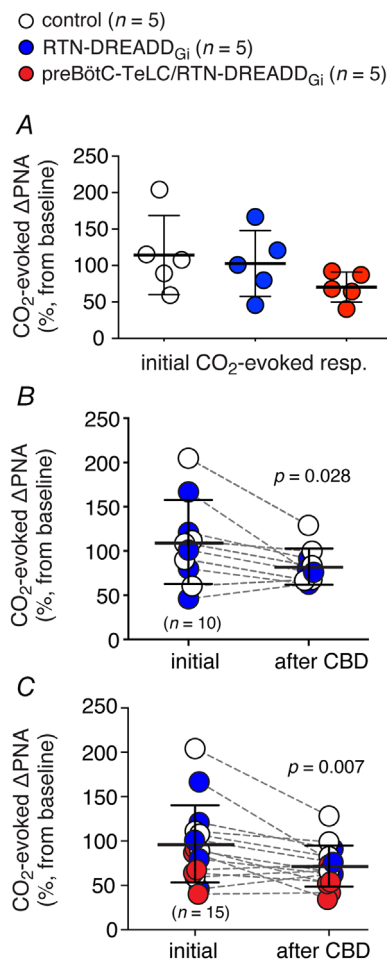 control (n = 5)
RTN-DREADD_Gi (n = 5)
preBötC-TeLC/RTN-DREADD_Gi (n = 5)
A
CO₂-evoked ΔPNA
(%, from baseline)
250
200
150
100
50
0
initial CO₂-evoked resp.
B
CO₂-evoked ΔPNA
(%, from baseline)
250
200
150
100
50
0
p = 0.028
(n = 10)
initial after CBD
C
CO₂-evoked ΔPNA
(%, from baseline)
250
200
150
100
50
0
p = 0.007
(n = 15)
initial after CBD